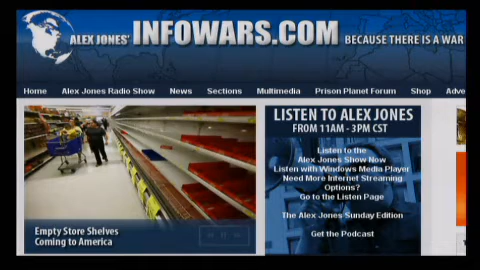 ALEX JONES' INFOWARS.COM BECAUSE THERE IS A WAR
Home Alex Jones Radio Show News Sections Multimedia Prison Planet Forum Shop Adve
LISTEN TO ALEX JONES
FROM 11AM - 3PM CST
Listen to the
Alex Jones Show Now
Listen with Windows Media Player
Need More Internet Streaming
Options?
Go to the Listen Page
The Alex Jones Sunday Edition
Get the Podcast
Empty Store Shelves
Coming to America